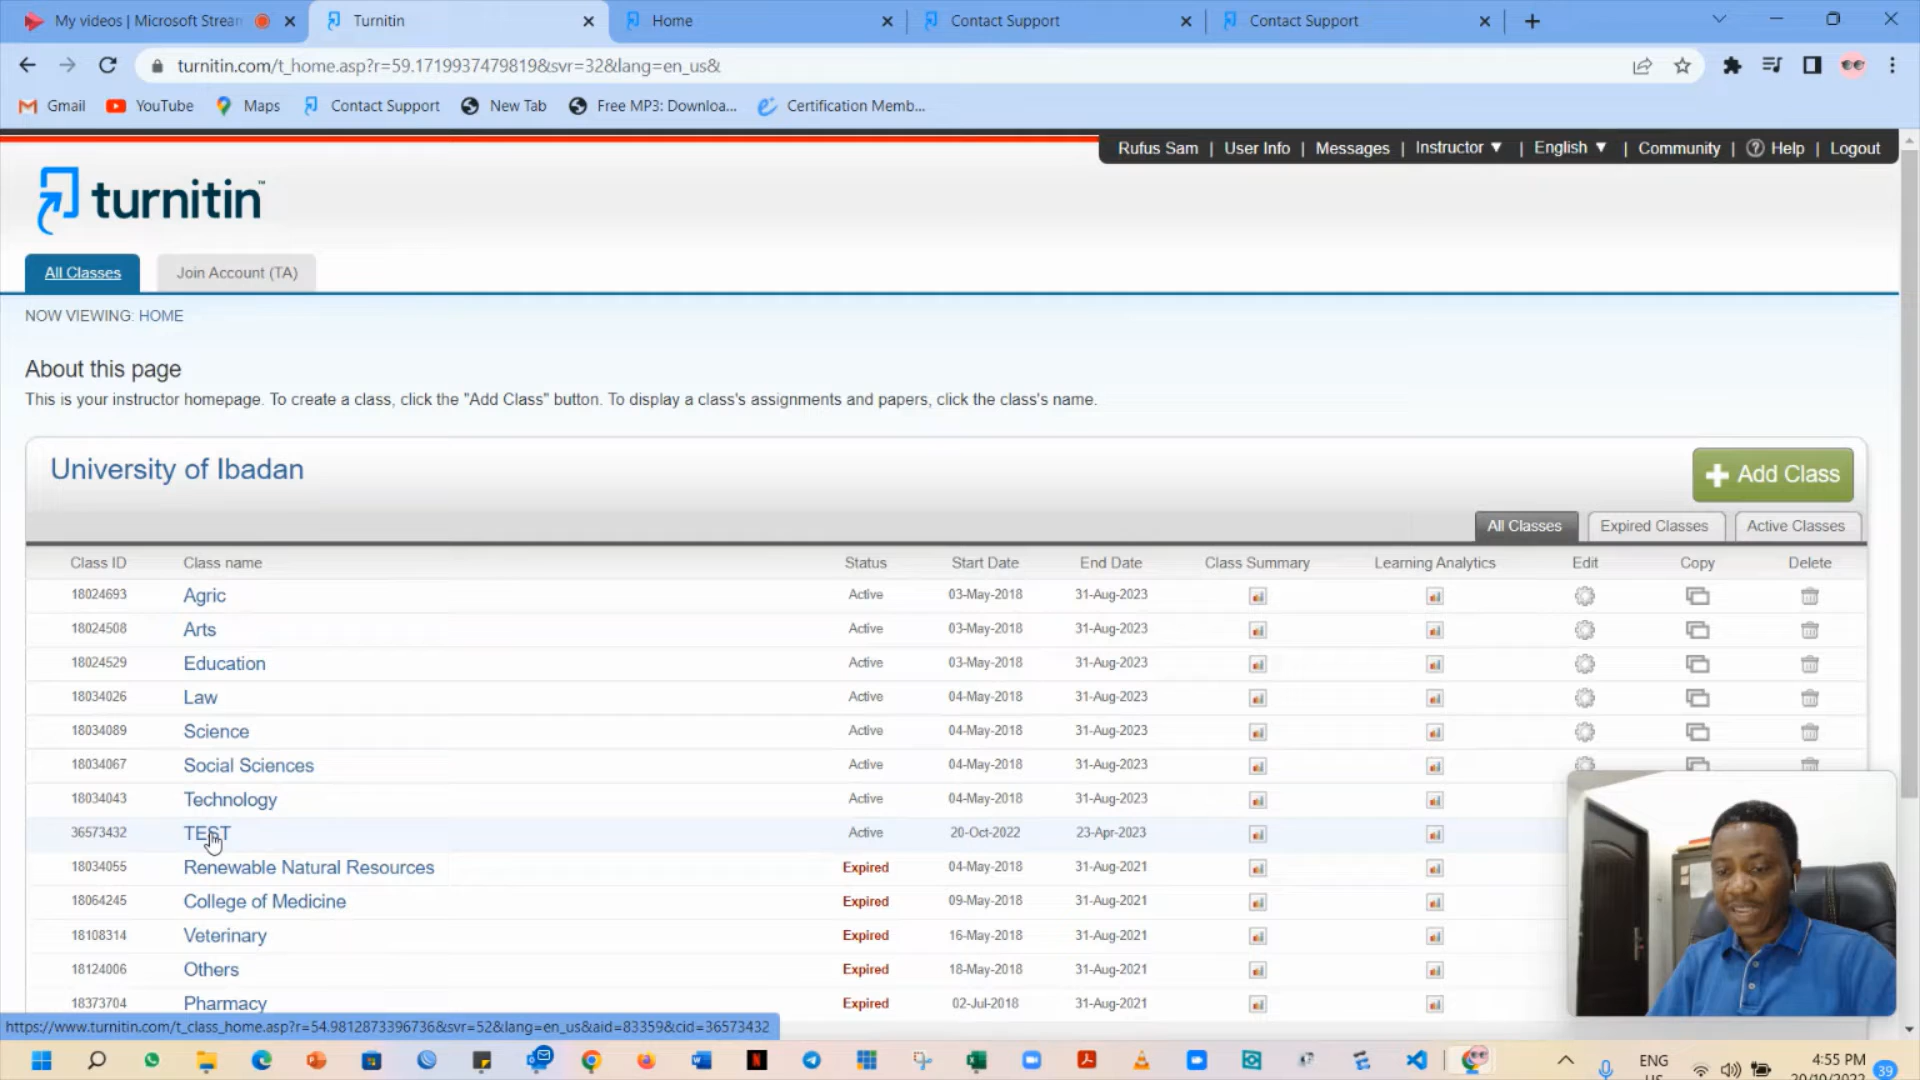 My videos | Microsoft Stream
Turnitin
Home
Contact Support
Contact Support
turnitin.com/t_home.asp?r=59.1719937479819&svr=32&lang=en_us&
Gmail YouTube Maps Contact Support New Tab Free MP3: Downloa... Certification Memb...
Rufus Sam | User Info | Messages | Instructor ▼ | English ▼ | Community | ? Help | Logout
turnitin™
All Classes Join Account (TA)
NOW VIEWING: HOME
About this page
This is your instructor homepage. To create a class, click the "Add Class" button. To display a class's assignments and papers, click the class's name.
University of Ibadan
Add Class
All Classes Expired Classes Active Classes
Class ID Class name Status Start Date End Date Class Summary Learning Analytics Edit Copy Delete
18024693 Agric Active 03-May-2018 31-Aug-2023
18024508 Arts Active 03-May-2018 31-Aug-2023
18024529 Education Active 03-May-2018 31-Aug-2023
18034026 Law Active 04-May-2018 31-Aug-2023
18034089 Science Active 04-May-2018 31-Aug-2023
18034067 Social Sciences Active 04-May-2018 31-Aug-2023
18034043 Technology Active 04-May-2018 31-Aug-2023
36573432 TEST Active 20-Oct-2022 23-Apr-2023
18034055 Renewable Natural Resources Expired 04-May-2018 31-Aug-2021
18064245 College of Medicine Expired 09-May-2018 31-Aug-2021
18108314 Veterinary Expired 16-May-2018 31-Aug-2021
18124006 Others Expired 18-May-2018 31-Aug-2021
18373704 Pharmacy Expired 02-Jul-2018 31-Aug-2021
https://www.turnitin.com/t_class_home.asp?r=54.9812873396736&svr=52&lang=en_us&aid=83359&cid=36573432
ENG
US
4:55 PM
20/10/2022
39